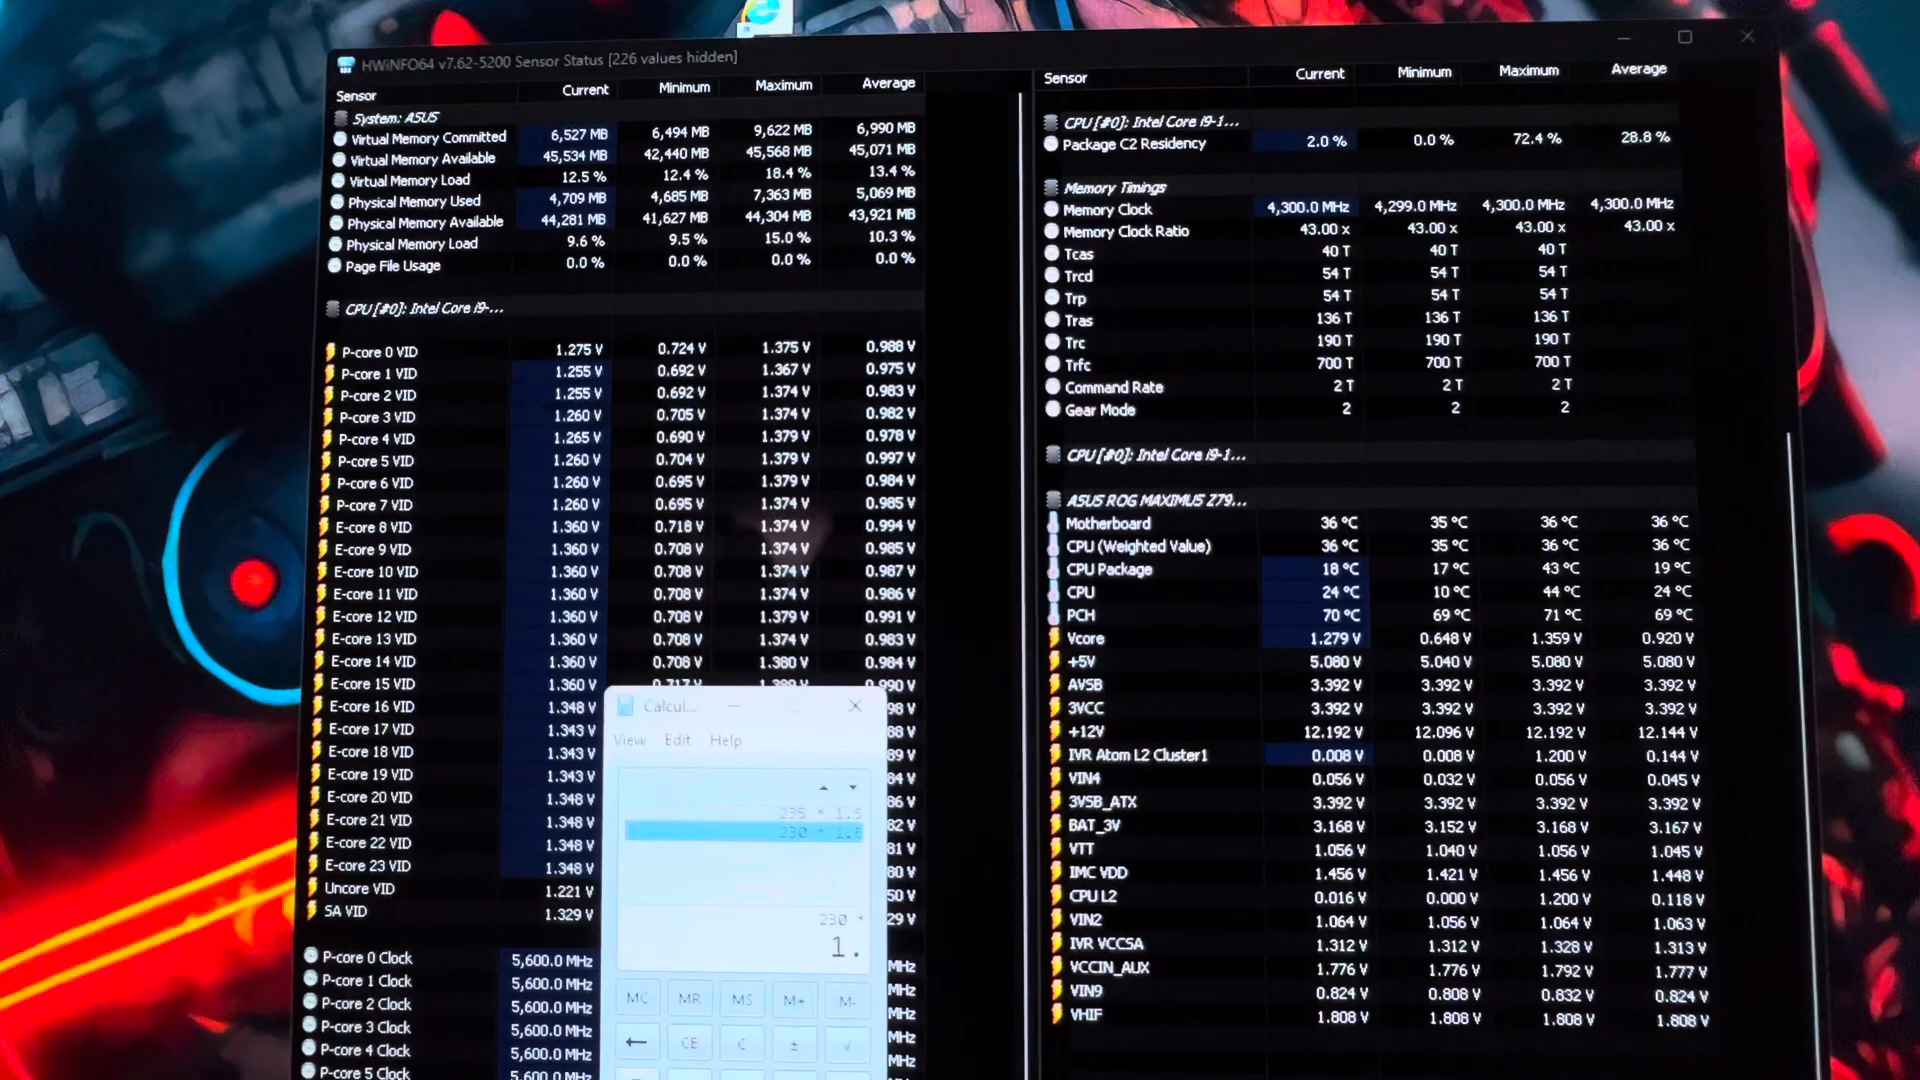 HWiNFO64 v7.62-5200 Sensor Status [226 values hidden]
Sensor Current Minimum Maximum Average
System: ASUS
Virtual Memory Committed 6,527 MB 6,494 MB 9,622 MB 6,990 MB
Virtual Memory Available 45,534 MB 42,440 MB 45,568 MB 45,071 MB
Virtual Memory Load 12.5 % 12.4 % 18.4 % 13.4 %
Physical Memory Used 4,709 MB 4,685 MB 7,363 MB 5,069 MB
Physical Memory Available 44,281 MB 41,627 MB 44,304 MB 43,921 MB
Physical Memory Load 9.6 % 9.5 % 15.0 % 10.3 %
Page File Usage 0.0 % 0.0 % 0.0 % 0.0 %
CPU [#0]: Intel Core i9-...
P-core 0 VID 1.275 V 0.724 V 1.375 V 0.988 V
P-core 1 VID 1.255 V 0.692 V 1.367 V 0.975 V
P-core 2 VID 1.255 V 0.692 V 1.374 V 0.983 V
P-core 3 VID 1.260 V 0.705 V 1.374 V 0.982 V
P-core 4 VID 1.265 V 0.690 V 1.379 V 0.978 V
P-core 5 VID 1.260 V 0.704 V 1.379 V 0.997 V
P-core 6 VID 1.260 V 0.695 V 1.379 V 0.984 V
P-core 7 VID 1.260 V 0.695 V 1.374 V 0.985 V
E-core 8 VID 1.360 V 0.718 V 1.374 V 0.994 V
E-core 9 VID 1.360 V 0.708 V 1.374 V 0.985 V
E-core 10 VID 1.360 V 0.708 V 1.374 V 0.987 V
E-core 11 VID 1.360 V 0.708 V 1.374 V 0.986 V
E-core 12 VID 1.360 V 0.708 V 1.379 V 0.991 V
E-core 13 VID 1.360 V 0.708 V 1.374 V 0.983 V
E-core 14 VID 1.360 V 0.708 V 1.380 V 0.984 V
E-core 15 VID 1.360 V 0.717 V 1.380 V 0.990 V
E-core 16 VID 1.348 V 98 V
E-core 17 VID 1.343 V 88 V
E-core 18 VID 1.343 V 89 V
E-core 19 VID 1.343 V 84 V
E-core 20 VID 1.348 V 86 V
E-core 21 VID 1.348 V 82 V
E-core 22 VID 1.348 V 81 V
E-core 23 VID 1.348 V 80 V
Uncore VID 1.221 V 50 V
SA VID 1.329 V 29 V
P-core 0 Clock 5,600.0 MHz MHz
P-core 1 Clock 5,600.0 MHz MHz
P-core 2 Clock 5,600.0 MHz MHz
P-core 3 Clock 5,600.0 MHz MHz
P-core 4 Clock 5,600.0 MHz MHz
P-core 5 Clock 5,600.0 MHz MHz
Calcul...
View Edit Help
235 * 1.5
230 * 1.6
230 *
1.
MC MR MS M+ M-
← CE C ± √
Sensor Current Minimum Maximum Average
CPU [#0]: Intel Core i9-1...
Package C2 Residency 2.0 % 0.0 % 72.4 % 28.8 %
Memory Timings
Memory Clock 4,300.0 MHz 4,299.0 MHz 4,300.0 MHz 4,300.0 MHz
Memory Clock Ratio 43.00 x 43.00 x 43.00 x 43.00 x
Tcas 40 T 40 T 40 T
Trcd 54 T 54 T 54 T
Trp 54 T 54 T 54 T
Tras 136 T 136 T 136 T
Trc 190 T 190 T 190 T
Trfc 700 T 700 T 700 T
Command Rate 2 T 2 T 2 T
Gear Mode 2 2 2
CPU [#0]: Intel Core i9-1...
ASUS ROG MAXIMUS Z79...
Motherboard 36 °C 35 °C 36 °C 36 °C
CPU (Weighted Value) 36 °C 35 °C 36 °C 36 °C
CPU Package 18 °C 17 °C 43 °C 19 °C
CPU 24 °C 10 °C 44 °C 24 °C
PCH 70 °C 69 °C 71 °C 69 °C
Vcore 1.279 V 0.648 V 1.359 V 0.920 V
+5V 5.080 V 5.040 V 5.080 V 5.080 V
AVSB 3.392 V 3.392 V 3.392 V 3.392 V
3VCC 3.392 V 3.392 V 3.392 V 3.392 V
+12V 12.192 V 12.096 V 12.192 V 12.144 V
IVR Atom L2 Cluster1 0.008 V 0.008 V 1.200 V 0.144 V
VIN4 0.056 V 0.032 V 0.056 V 0.045 V
3VSB_ATX 3.392 V 3.392 V 3.392 V 3.392 V
BAT_3V 3.168 V 3.152 V 3.168 V 3.167 V
VTT 1.056 V 1.040 V 1.056 V 1.045 V
IMC VDD 1.456 V 1.421 V 1.456 V 1.448 V
CPU L2 0.016 V 0.000 V 1.200 V 0.118 V
VIN2 1.064 V 1.056 V 1.064 V 1.063 V
IVR VCCSA 1.312 V 1.312 V 1.328 V 1.313 V
VCCIN_AUX 1.776 V 1.776 V 1.792 V 1.777 V
VIN9 0.824 V 0.808 V 0.832 V 0.824 V
VHIF 1.808 V 1.808 V 1.808 V 1.808 V